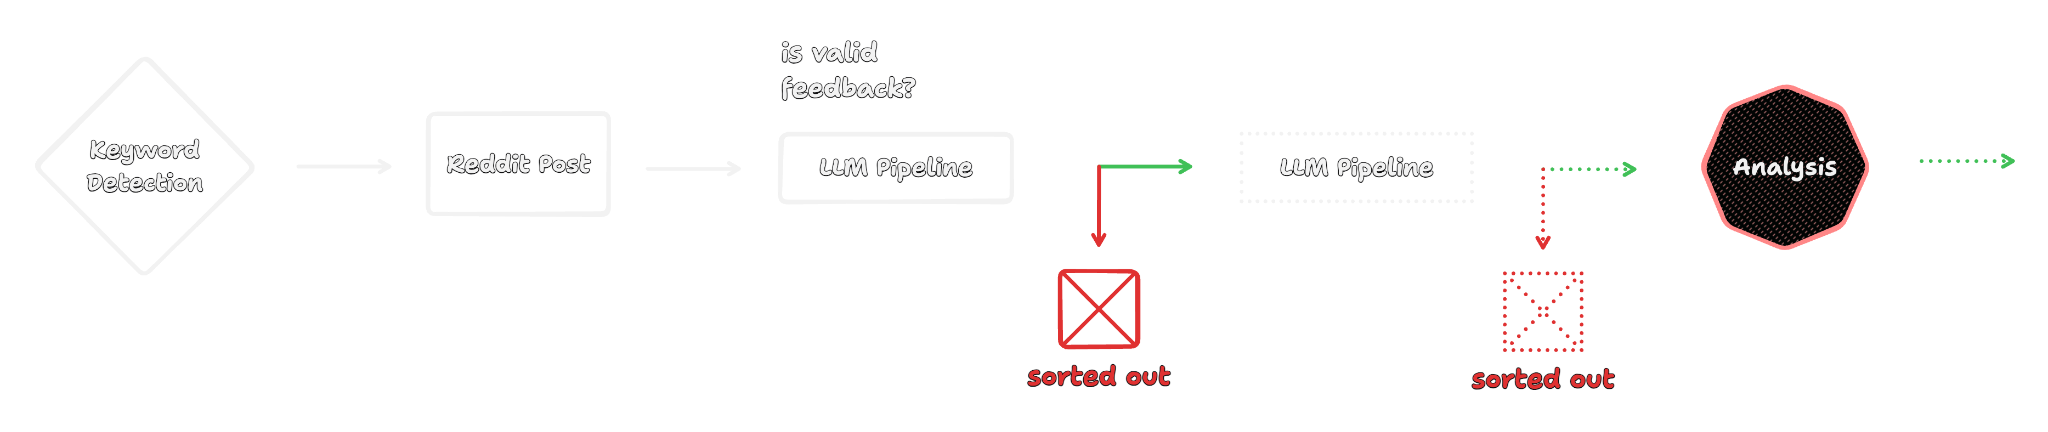 Keyword
Detection
Reddit Post
is valid
feedback?
LLM Pipeline
sorted out
LLM Pipeline
sorted out
Analysis